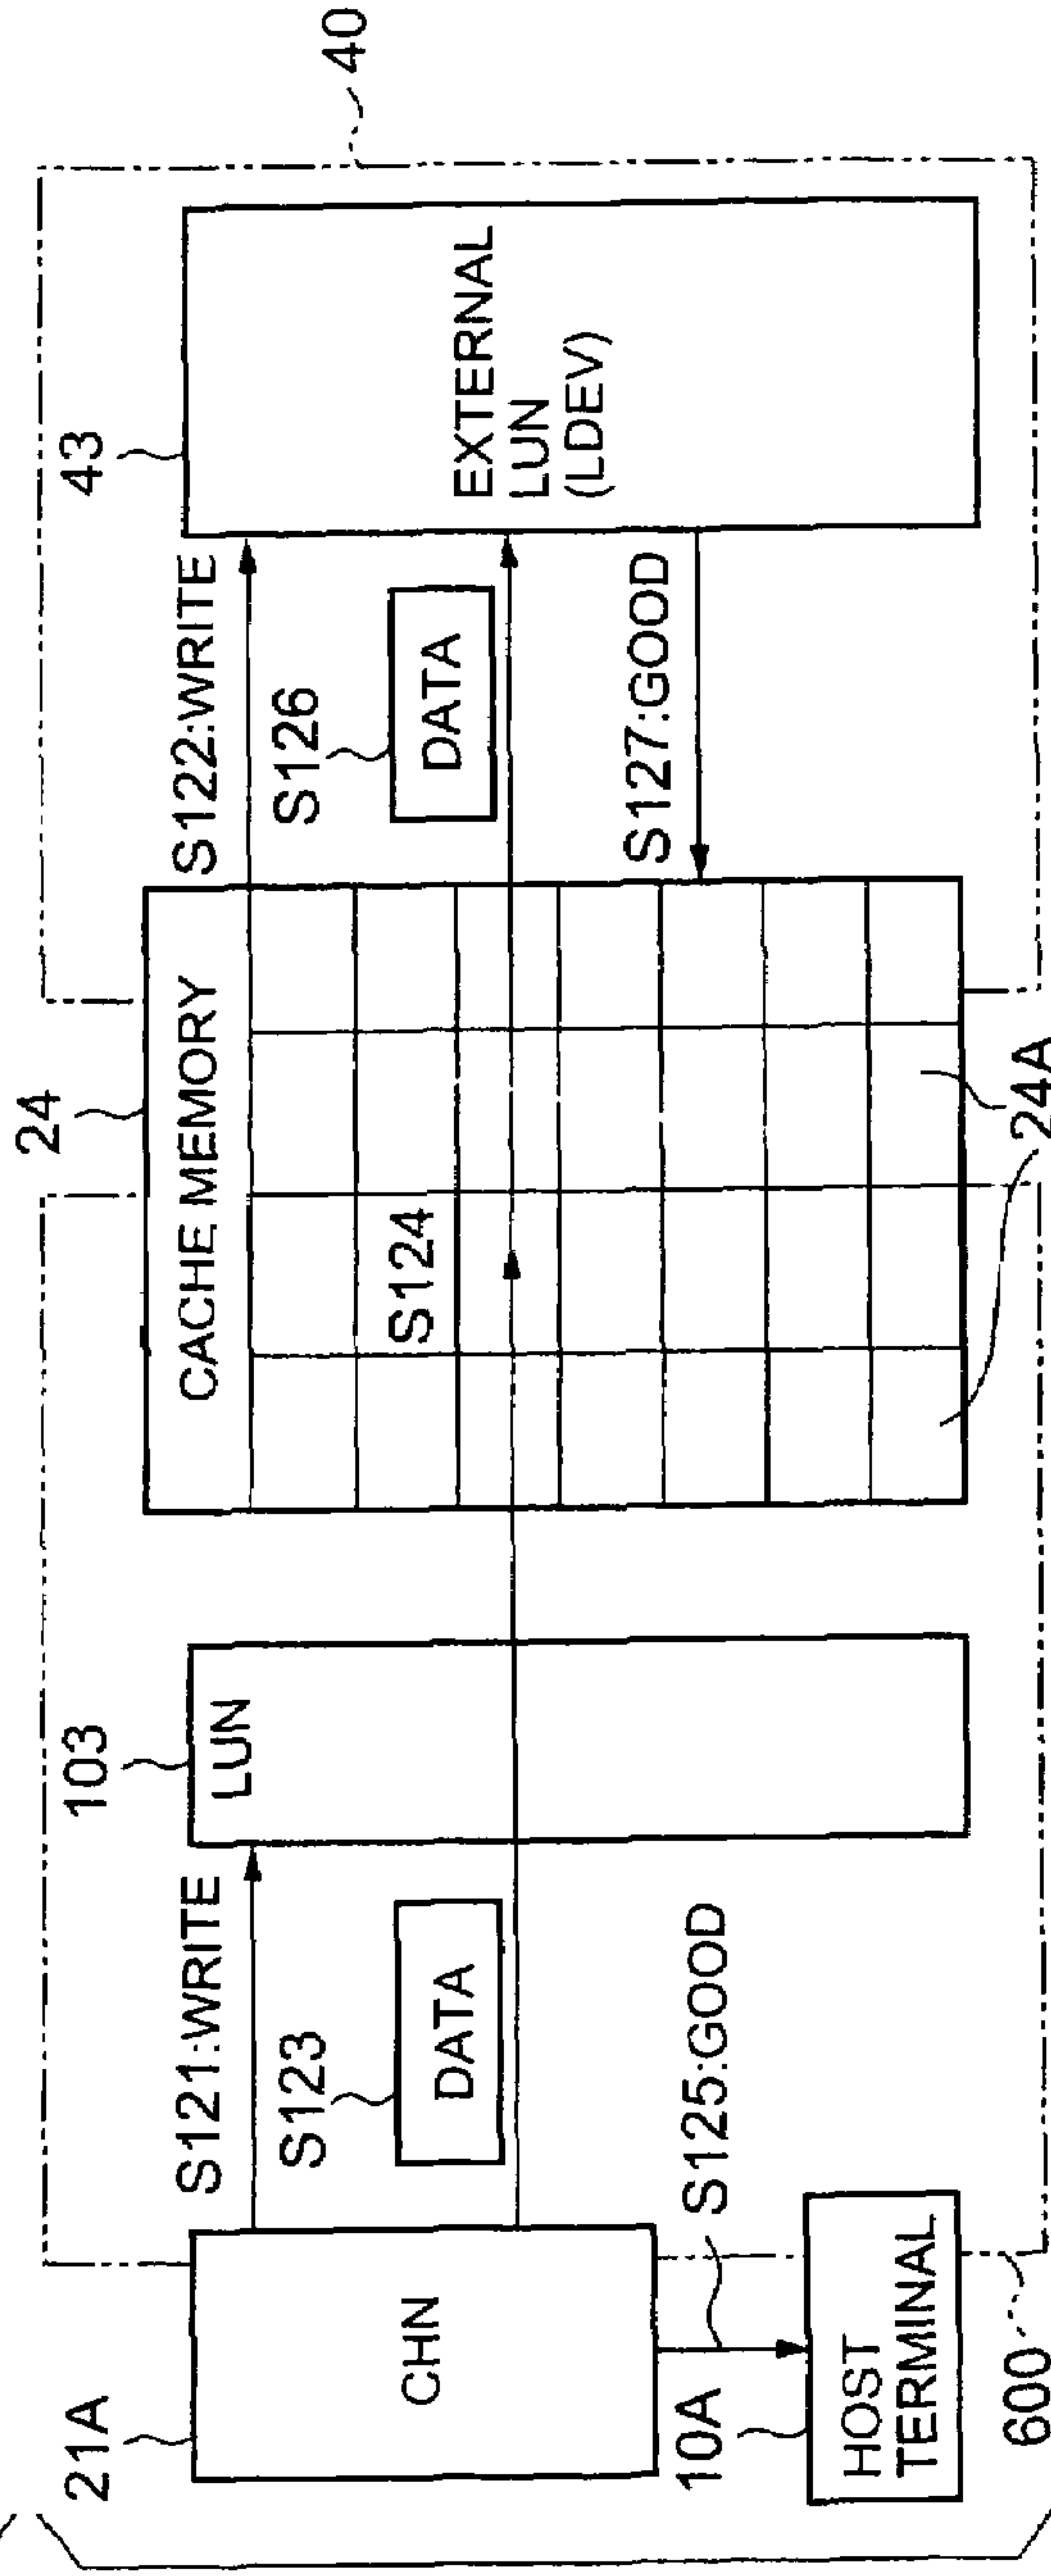 40
24
43
CACHE MEMORY
S122:WRITE
103
LUN
S121:WRITE
21A
S126
DATA
EXTERNAL
LUN
(LDEV)
S124
S123
DATA
CHN
S127:GOOD
S125:GOOD
10A
HOST
TERMINAL
24A
600